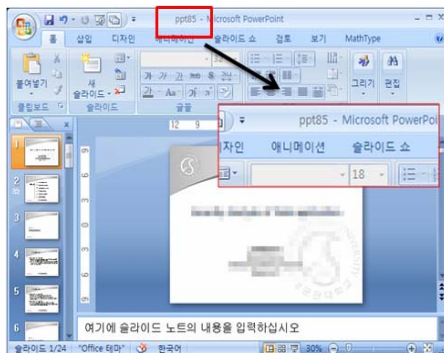 ppt85 - Microsoft PowerPoint
홈 삽입 디자인 애니메이션 슬라이드 쇼 검토 보기 MathType
붙여넣기 새 슬라이드 그리기 편집
클립보드 슬라이드 글꼴
12 9
ppt85 - Microsoft PowerPoi
자인 애니메이션 슬라이드 쇼
18
1
2
3
4
5
6
여기에 슬라이드 노트의 내용을 입력하십시오
슬라이드 1/24 "Office 테마" 한국어 30%